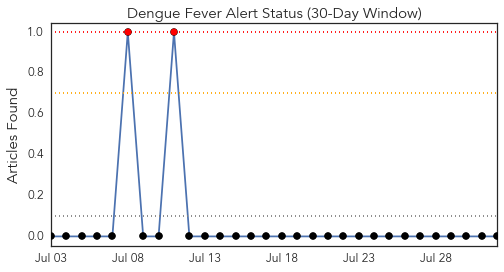 Dengue Fever Alert Status (30-Day Window)
Articles Found
1.0
0.8
0.6
0.4
0.2
0.0
Jul 03 Jul 08 Jul 13 Jul 18 Jul 23 Jul 28